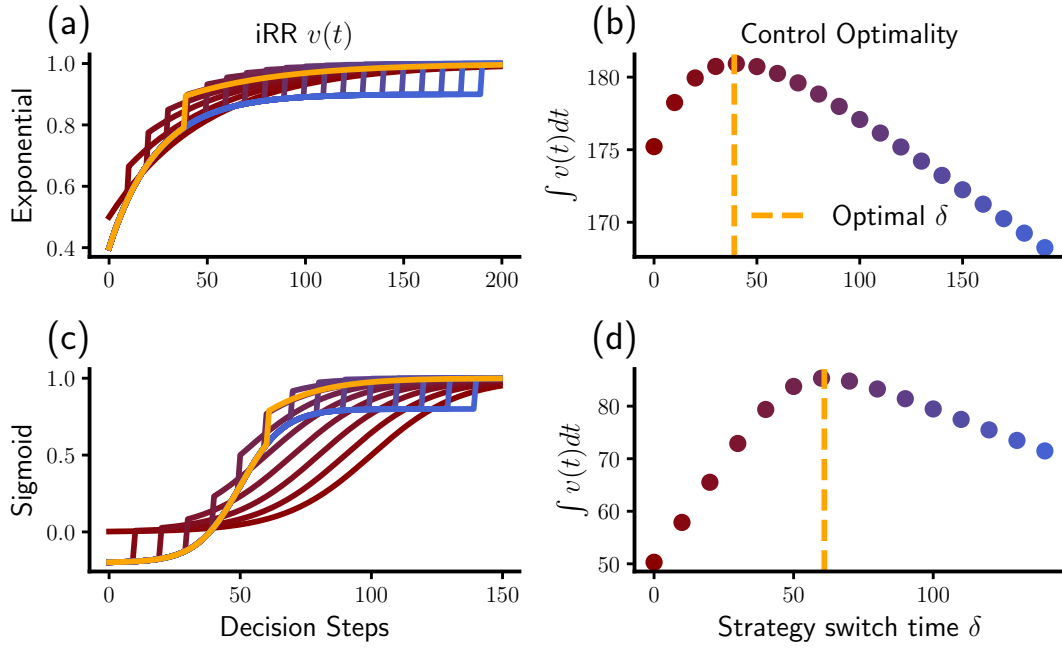 (a)
iRR v(t)
Exponential
1.0
0.8
0.6
0.4
0
50
100
150
200
(b)
Control Optimality
∫ v(t)dt
180
175
170
Optimal δ
0
50
100
150
(c)
Sigmoid
1.0
0.5
0.0
0
50
100
150
Decision Steps
(d)
∫ v(t)dt
80
70
60
50
0
50
100
Strategy switch time δ